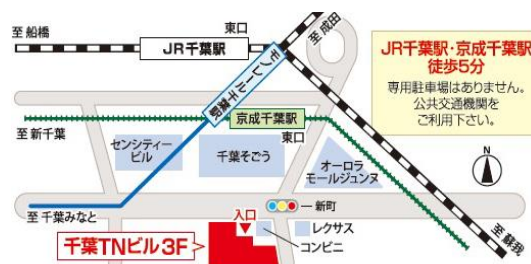 至 船橋
東口
JR千葉駅
至 成田
モノレール千葉駅
JR千葉駅・京成千葉駅
徒歩5分
専用駐車場はありません。
公共交通機関を
ご利用下さい。
至 新千葉
京成千葉駅
東口
センシティー
ビル
千葉そごう
オーロラ
モールジュンヌ
N
至 千葉みなと
新町
入口
レクサス
コンビニ
千葉TNビル3F
至 蘇我